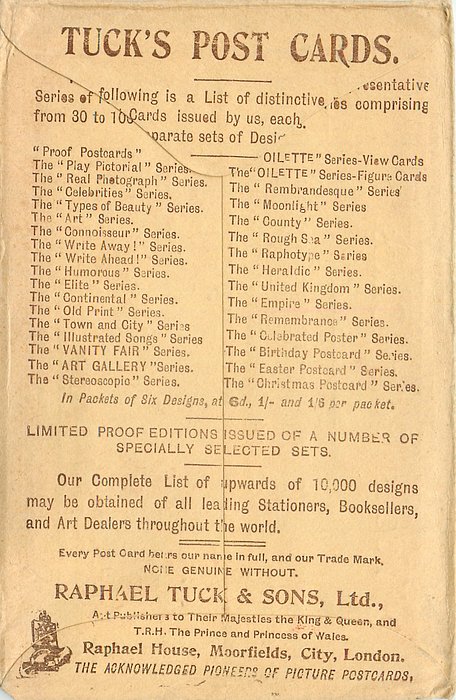 TUCK'S POST CARDS.
following is a List of distinctive
Series of
from 30 to 100 Cards issued by us, each
comprising
sets of
"Proof Postcards"
The "Play Pictorial" Series.
The "Real Photograph" Series.
The "Celebrities" Series.
The "Types of Beauty" Series.
The "Art" Series.
The "Connoisseur" Series.
The "Write Away!" Series.
The "Write Ahead!" Series.
The "Humorous" Series.
The "Elite" Series.
The "Continental" Series.
The "Old Print" Series.
The "Town and City" Series
The "Illustrated Songs" Series
The "VANITY FAIR" Series.
The "ART GALLERY" Series.
The "Stereoscopic" Series.
OILETTE" Series-View Cards
The "OILETTE" Series-Figure Cards
The "Rembrandesque" Series
The "Moonlight" Series
The "County" Series.
The "Rough Sea" Series.
The "Raphotype" Series
The "Heraldic" Series.
The "United Kingdom" Series.
The "Empire" Series.
The "Remembrance" Series.
The "Celebrated Poster" Series.
The "Birthday Postcard" Series.
The "Easter Postcard" Series.
The "Christmas Postcard" Series.
In Packets of Six Designs, at 6d., 1/- and 1/6 per packet.
LIMITED PROOF EDITIONS ISSUED OF A NUMBER OF
SPECIALLY SELECTED SETS.
Our Complete List of upwards of 10,000 designs
may be obtained of all leading Stationers, Booksellers,
and Art Dealers throughout the world.
Every Post Card bears our name in full, and our Trade Mark,
NONE GENUINE WITHOUT.
RAPHAEL TUCK & SONS, Ltd.,
Art Publishers to Their Majesties the King & Queen, and
T.R.H. The Prince and Princess of Wales.
Raphael House, Moorfields, City, London.
THE ACKNOWLEDGED PIONEERS OF PICTURE POSTCARDS,